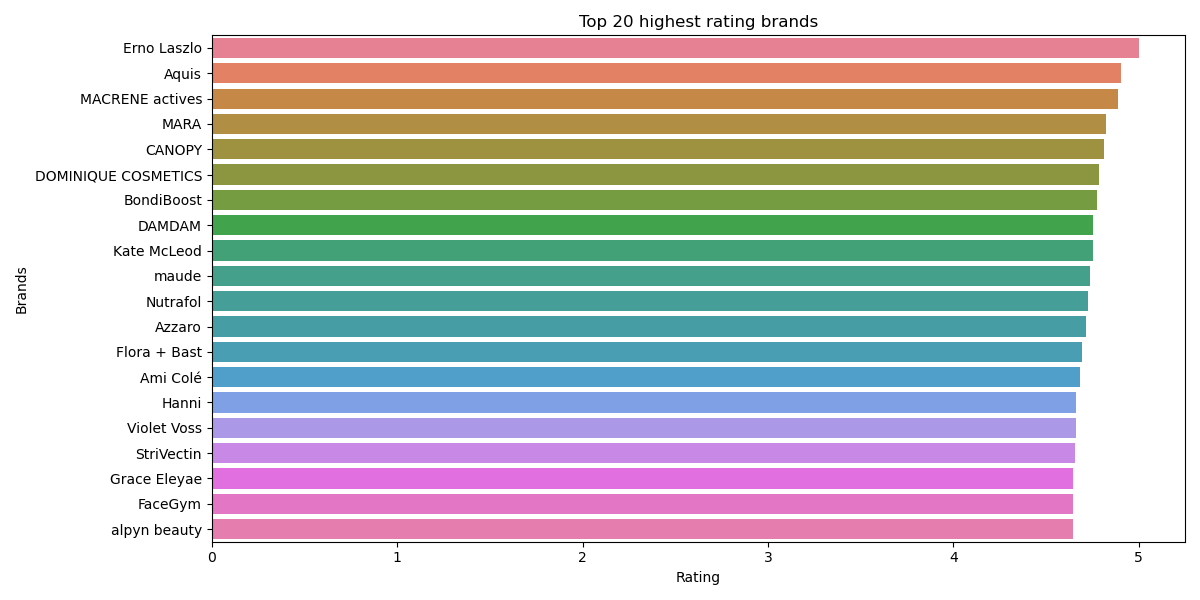 Top 20 highest rating brands
Erno Laszlo
Aquis
MACRENE actives
MARA
CANOPY
DOMINIQUE COSMETICS
BondiBoost
DAMDAM
Kate McLeod
maude
Nutrafol
Azzaro
Flora + Bast
Ami Colé
Hanni
Violet Voss
StriVectin
Grace Eleyae
FaceGym
alpyn beauty
Brands
0 1 2 3 4 5
Rating